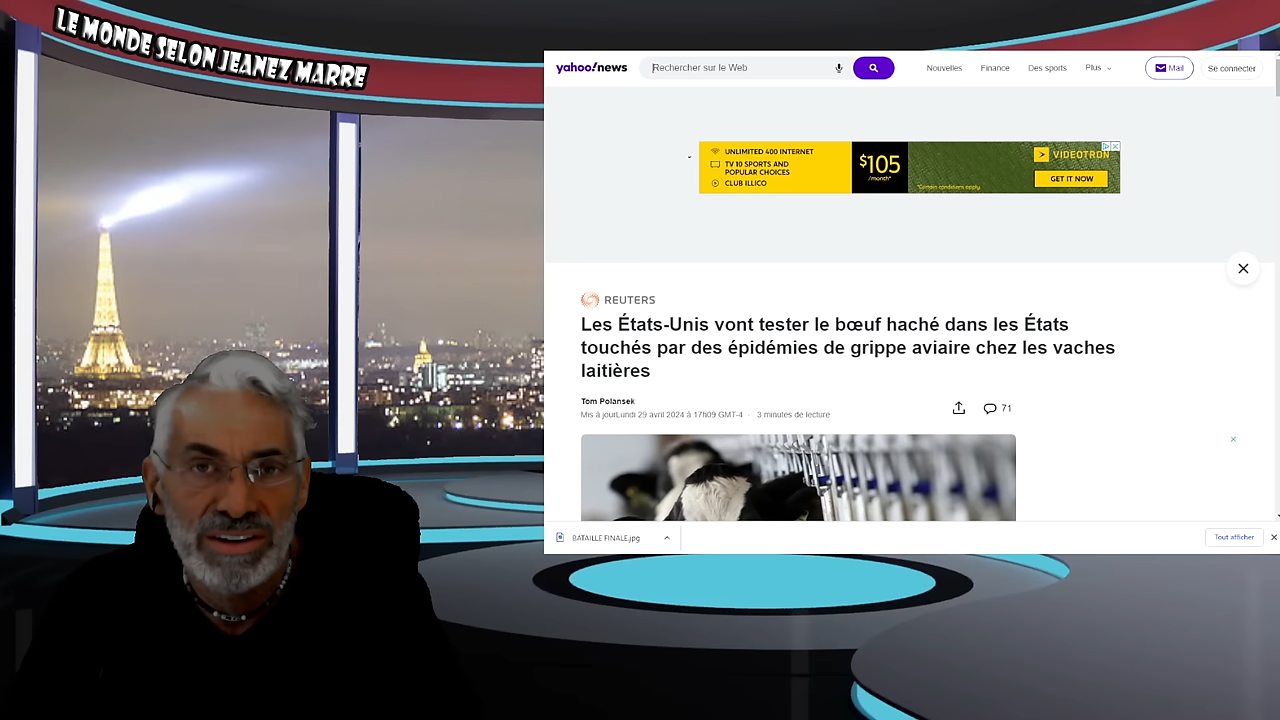 LE MONDE SELON JEANEZ MARRE
yahoo!news
Rechercher sur le Web
Nouvelles
Finance
Des sports
Plus
Mail
Se connecter
UNLIMITED 400 INTERNET
TV 10 SPORTS AND
POPULAR CHOICES
CLUB ILLICO
$105
/month*
*Certain conditions apply.
VIDEOTRON
GET IT NOW
REUTERS
Les États-Unis vont tester le bœuf haché dans les États
touchés par des épidémies de grippe aviaire chez les vaches
laitières
Tom Polansek
Mis à jourLundi 29 avril 2024 à 17h09 GMT-4 · 3 minutes de lecture
71
BATAILLE FINALE.jpg
Tout afficher